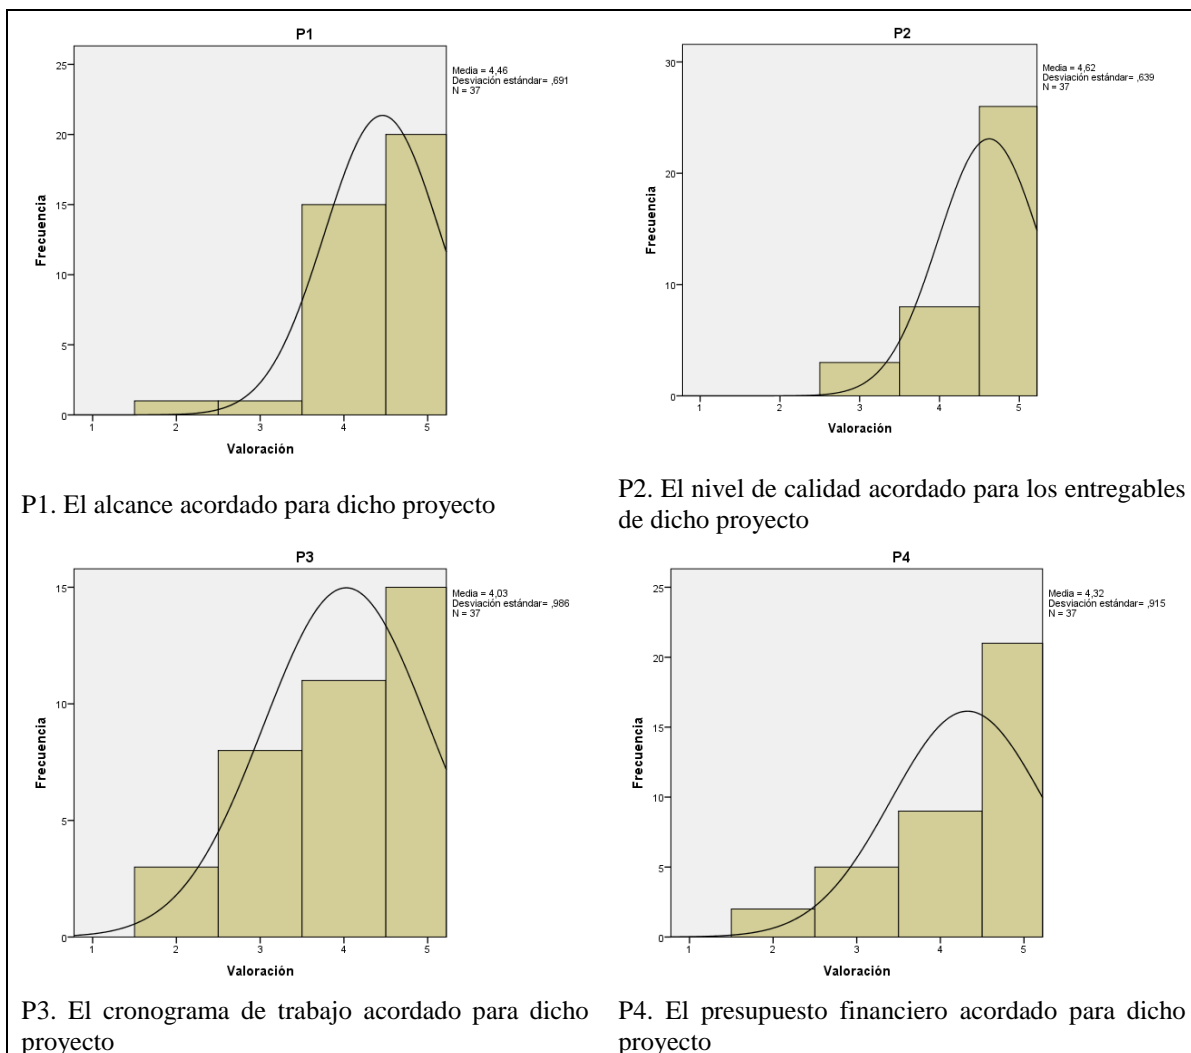 P1
Media = 4,46
Desviación estándar= ,691
N = 37
25
20
15
10
5
0
Frecuencia
1 2 3 4 5
Valoración
P1. El alcance acordado para dicho proyecto
P2
Media = 4,62
Desviación estándar= ,639
N = 37
30
20
10
0
Frecuencia
1 2 3 4 5
Valoración
P2. El nivel de calidad acordado para los entregables
de dicho proyecto
P3
Media = 4,03
Desviación estándar= ,986
N = 37
15
10
5
0
Frecuencia
1 2 3 4 5
Valoración
P3. El cronograma de trabajo acordado para dicho
proyecto
P4
Media = 4,32
Desviación estándar= ,915
N = 37
25
20
15
10
5
0
Frecuencia
1 2 3 4 5
Valoración
P4. El presupuesto financiero acordado para dicho
proyecto